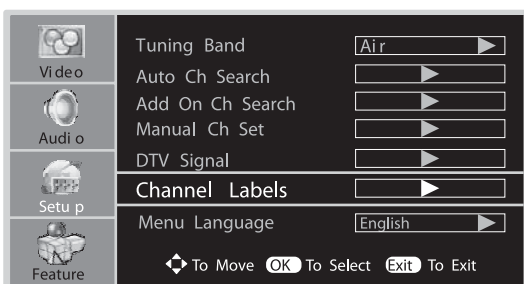 Video
Audio
Setup
Feature
Tuning Band Air
Auto Ch Search
Add On Ch Search
Manual Ch Set
DTV Signal
Channel Labels
Menu Language English
To Move OK To Select Exit To Exit